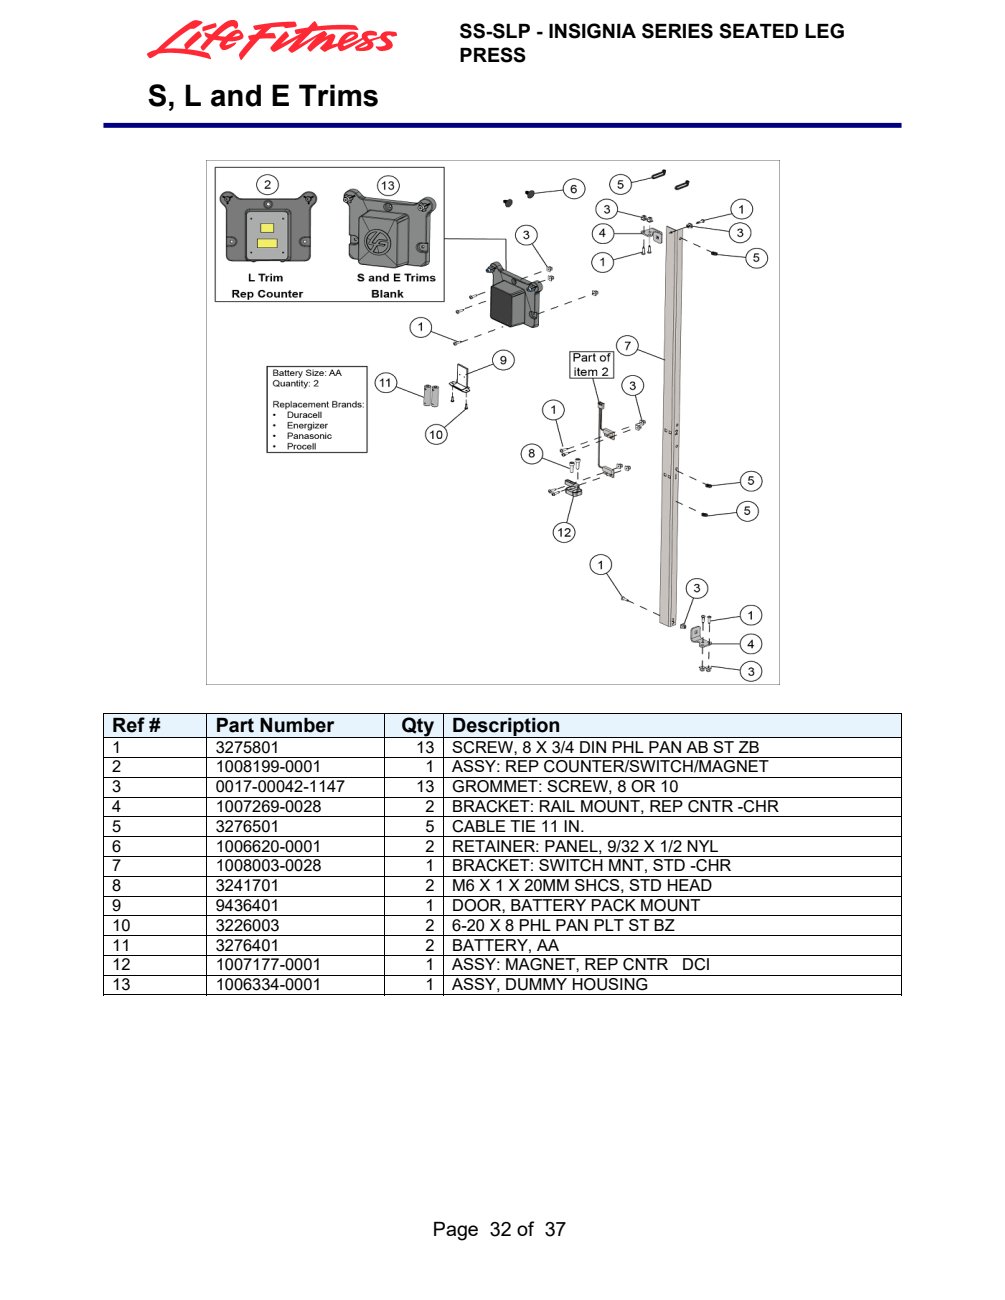 Life Fitness
SS-SLP - INSIGNIA SERIES SEATED LEG
PRESS
S, L and E Trims
2
13
L Trim
Rep Counter
S and E Trims
Blank
6
5
3
1
3
4
3
1
5
1
7
9
Part of
item 2
Battery Size: AA
Quantity: 2
Replacement Brands:
• Duracell
• Energizer
• Panasonic
• Procell
11
3
1
10
8
5
5
12
1
3
1
4
3
Ref # Part Number Qty Description
1 3275801 13 SCREW, 8 X 3/4 DIN PHL PAN AB ST ZB
2 1008199-0001 1 ASSY: REP COUNTER/SWITCH/MAGNET
3 0017-00042-1147 13 GROMMET: SCREW, 8 OR 10
4 1007269-0028 2 BRACKET: RAIL MOUNT, REP CNTR -CHR
5 3276501 5 CABLE TIE 11 IN.
6 1006620-0001 2 RETAINER: PANEL, 9/32 X 1/2 NYL
7 1008003-0028 1 BRACKET: SWITCH MNT, STD -CHR
8 3241701 2 M6 X 1 X 20MM SHCS, STD HEAD
9 9436401 1 DOOR, BATTERY PACK MOUNT
10 3226003 2 6-20 X 8 PHL PAN PLT ST BZ
11 3276401 2 BATTERY, AA
12 1007177-0001 1 ASSY: MAGNET, REP CNTR DCI
13 1006334-0001 1 ASSY, DUMMY HOUSING
Page 32 of 37